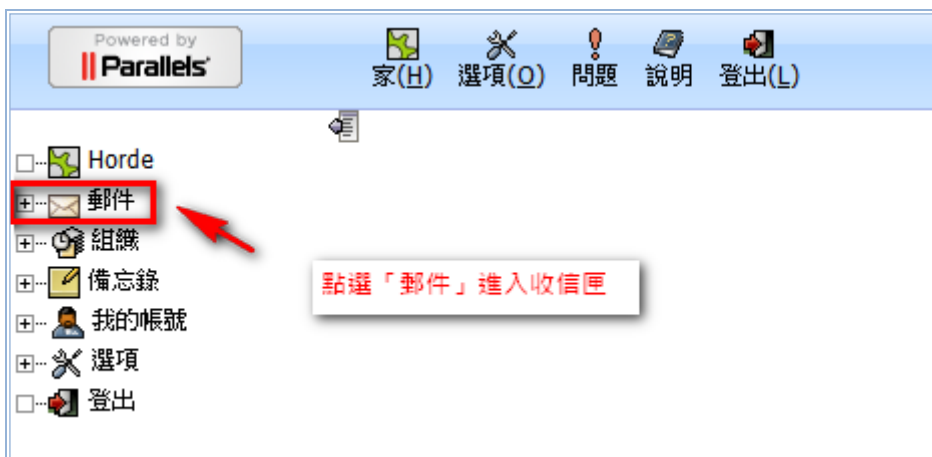 Powered by
Parallels
家(H) 選項(O) 問題 說明 登出(L)
Horde
郵件
組織
備忘錄
點選「郵件」進入收信匣
我的帳號
選項
登出